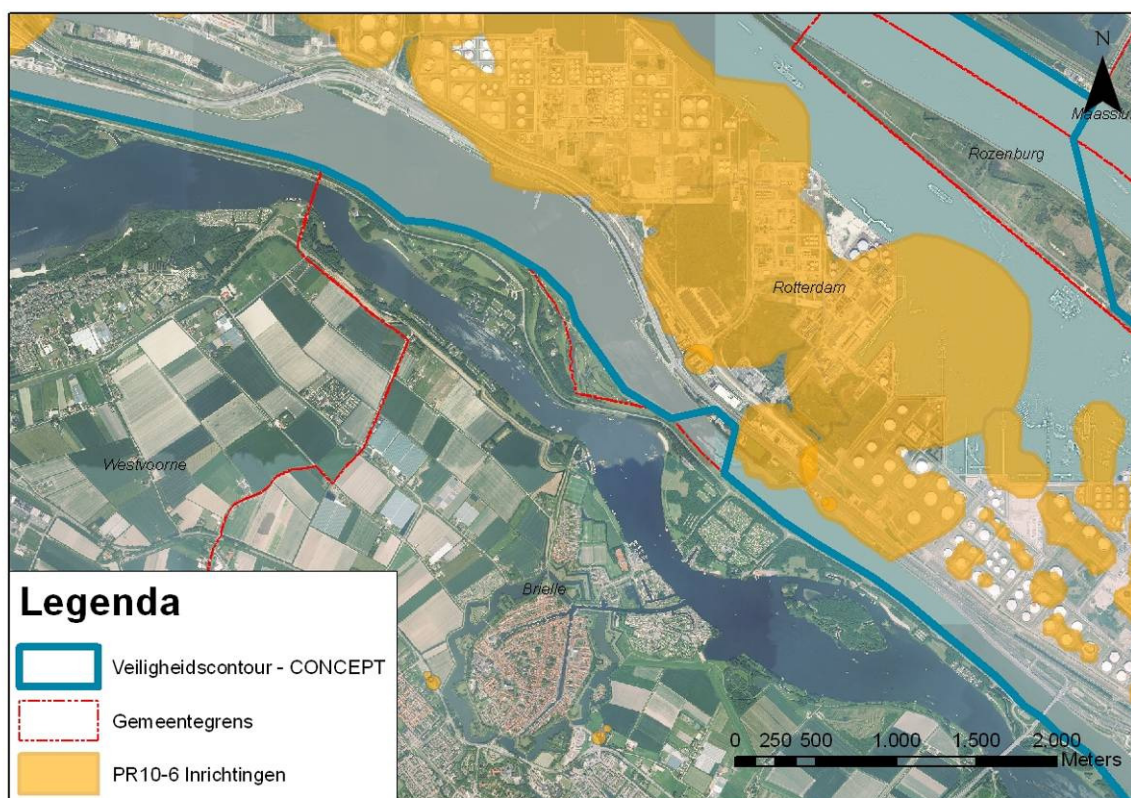 N
Maasslui
Rozenburg
Rotterdam
Westvoorne
Brielle
Legenda
Veiligheidscontour - CONCEPT
Gemeentegrens
PR10-6 Inrichtingen
0 250 500 1.000 1.500 2.000
Meters